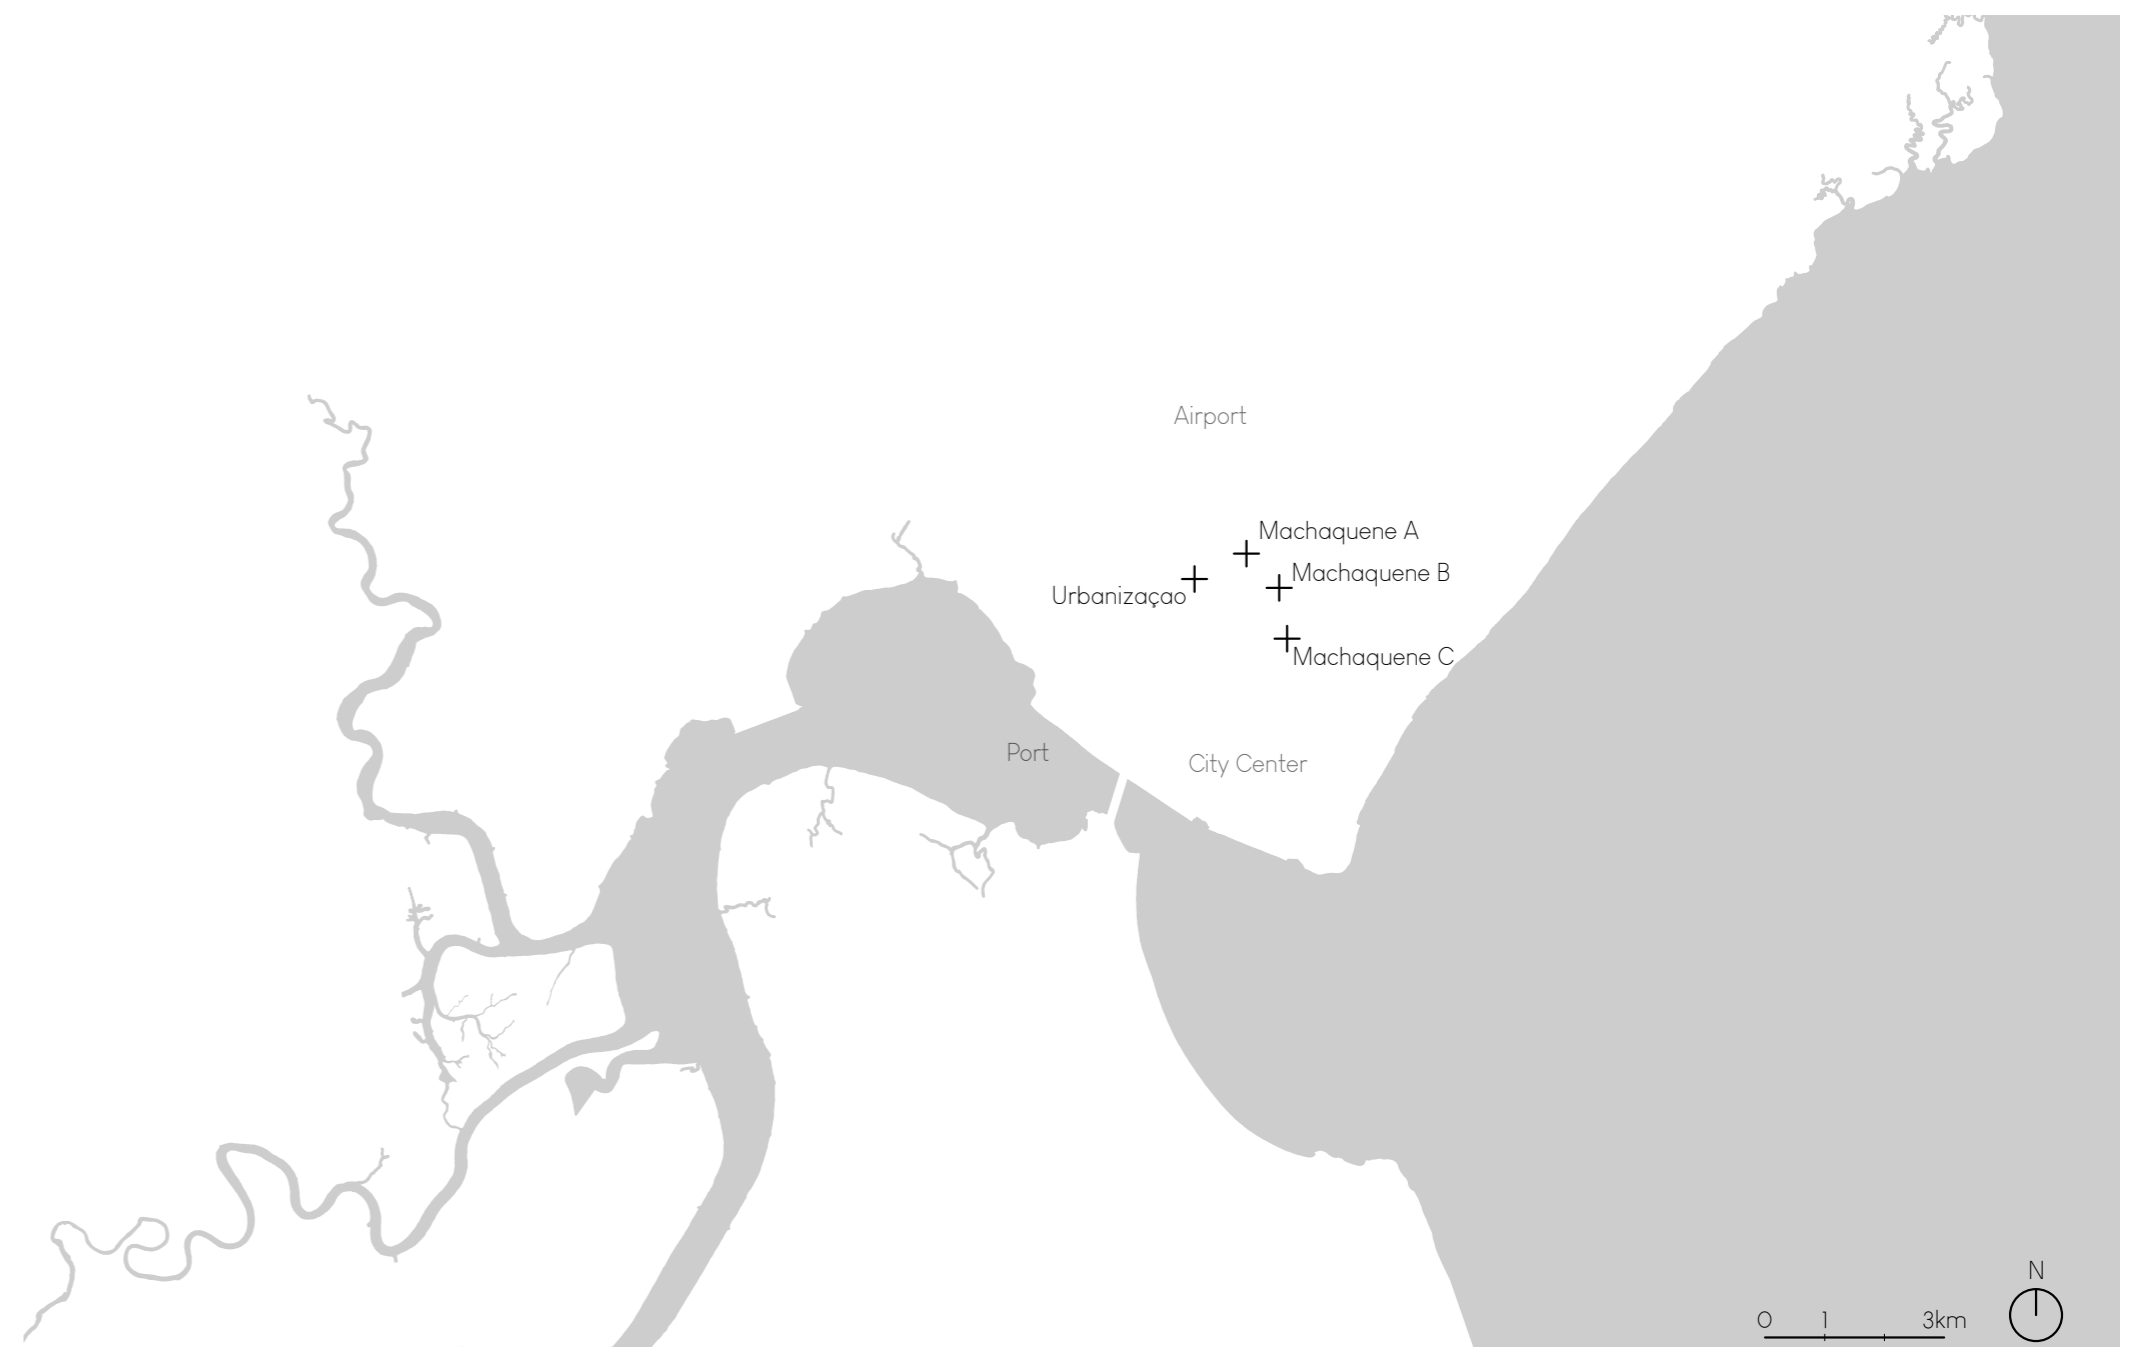 Airport
Machaquene A
Machaquene B
Urbanizaçao
Machaquene C
Port
City Center
N
0 1 3km